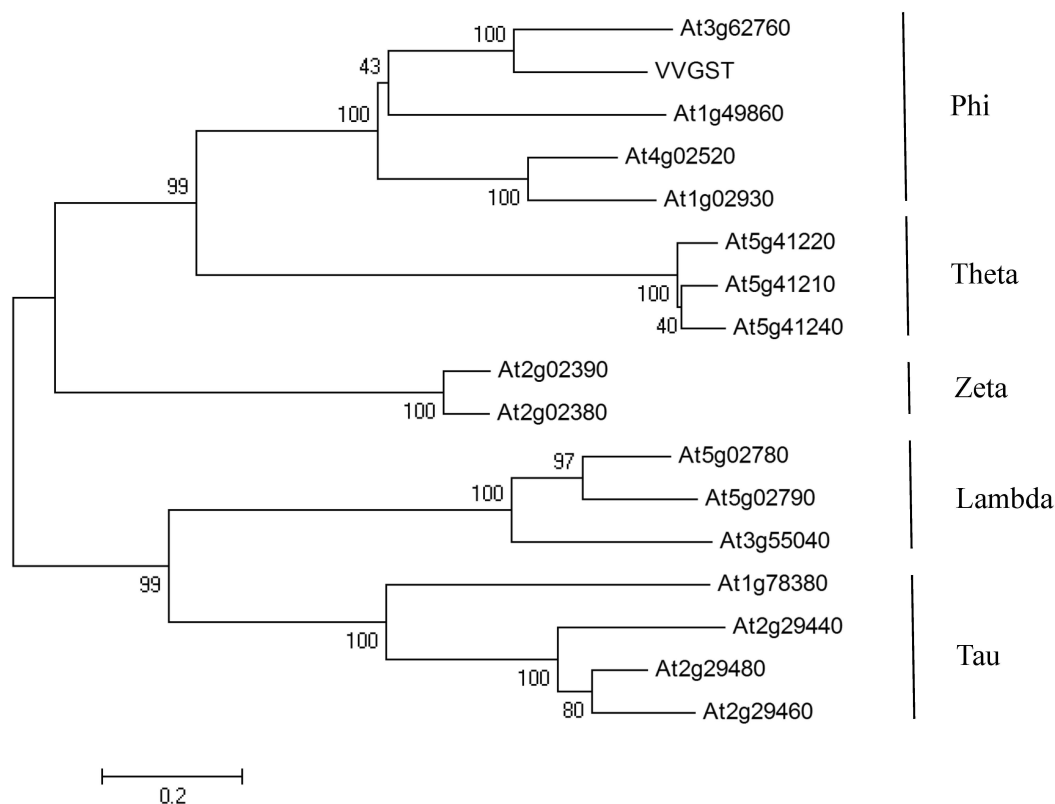 100
At3g62760
43
VVGST
100
At1g49860
Phi
At4g02520
99
100
At1g02930
At5g41220
100
At5g41210
Theta
40
At5g41240
At2g02390
Zeta
100
At2g02380
97
At5g02780
100
At5g02790
Lambda
At3g55040
99
At1g78380
100
At2g29440
100
At2g29480
Tau
80
At2g29460
0.2